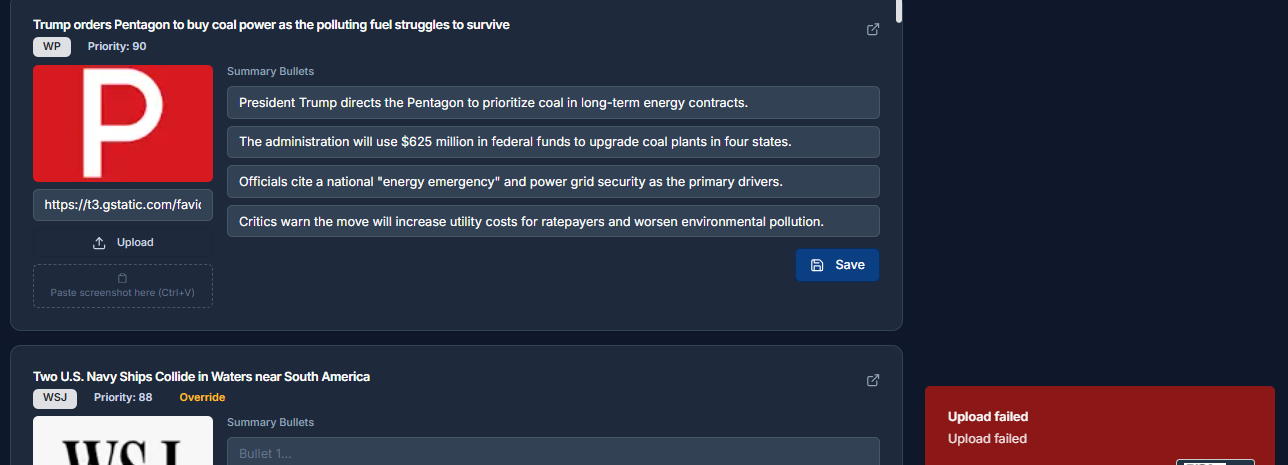 Trump orders Pentagon to buy coal power as the polluting fuel struggles to survive
WP Priority: 90
P
Summary Bullets
President Trump directs the Pentagon to prioritize coal in long-term energy contracts.
The administration will use $625 million in federal funds to upgrade coal plants in four states.
Officials cite a national "energy emergency" and power grid security as the primary drivers.
Critics warn the move will increase utility costs for ratepayers and worsen environmental pollution.
https://t3.gstatic.com/favic
Upload
Paste screenshot here (Ctrl+V)
Save
Two U.S. Navy Ships Collide in Waters near South America
WSJ Priority: 88 Override
WSJ
Summary Bullets
Bullet 1...
Upload failed
Upload failed